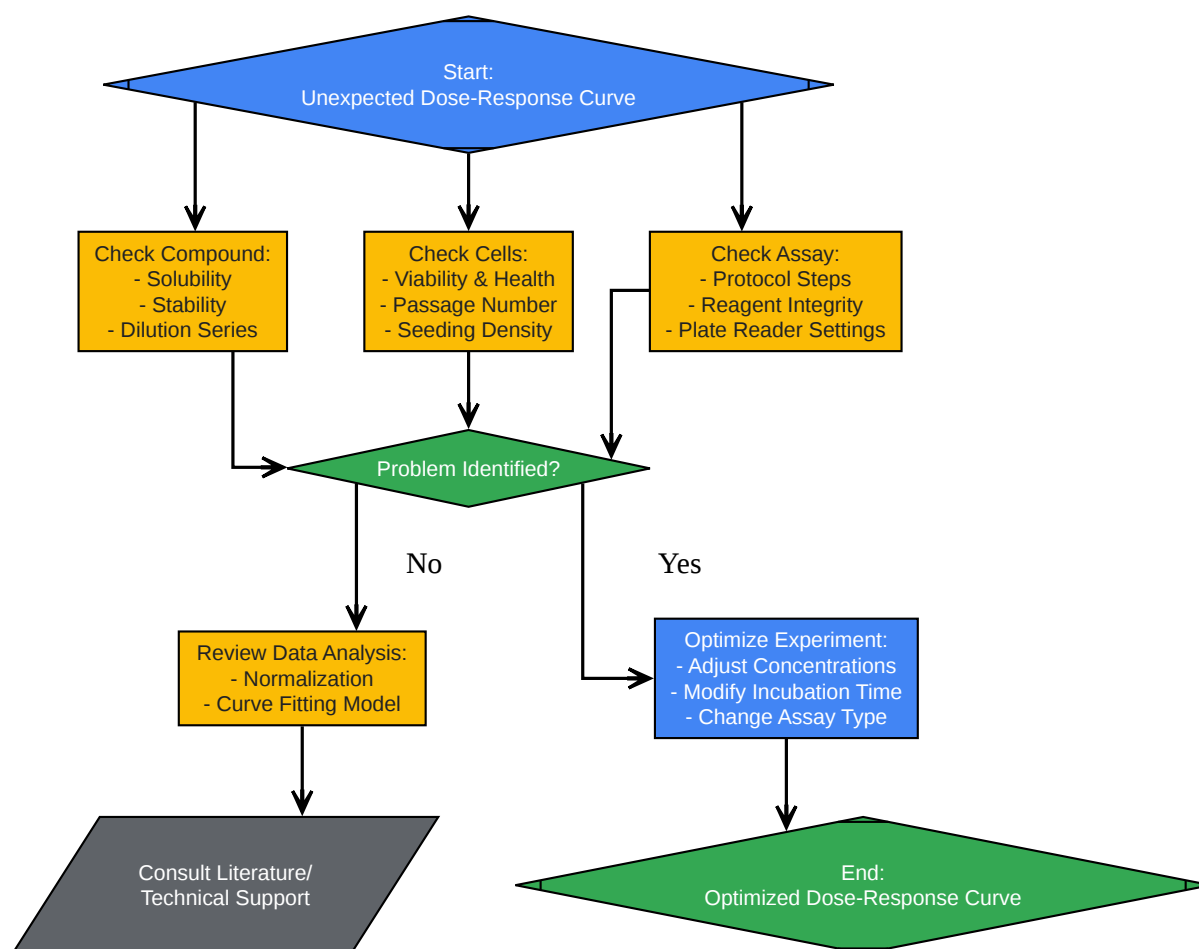 Start:
Unexpected Dose-Response Curve
Check Compound:
- Solubility
- Stability
- Dilution Series
Check Cells:
- Viability & Health
- Passage Number
- Seeding Density
Check Assay:
- Protocol Steps
- Reagent Integrity
- Plate Reader Settings
Problem Identified?
No
Yes
Review Data Analysis:
- Normalization
- Curve Fitting Model
Optimize Experiment:
- Adjust Concentrations
- Modify Incubation Time
- Change Assay Type
Consult Literature/
Technical Support
End:
Optimized Dose-Response Curve